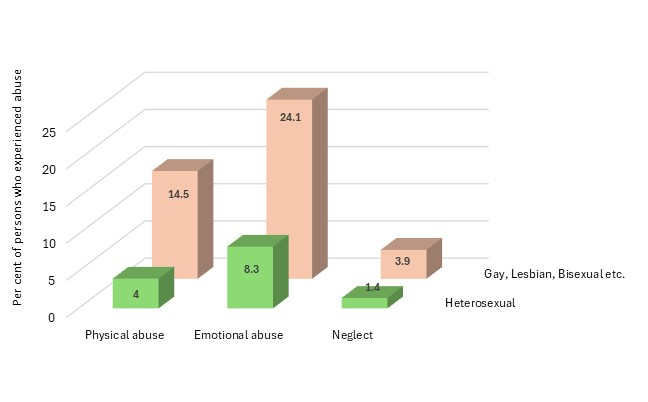 Per cent of persons who experienced abuse
25
20
15
10
5
0
24.1
14.5
8.3
3.9
4
1.4
Gay, Lesbian, Bisexual etc.
Heterosexual
Physical abuse
Emotional abuse
Neglect